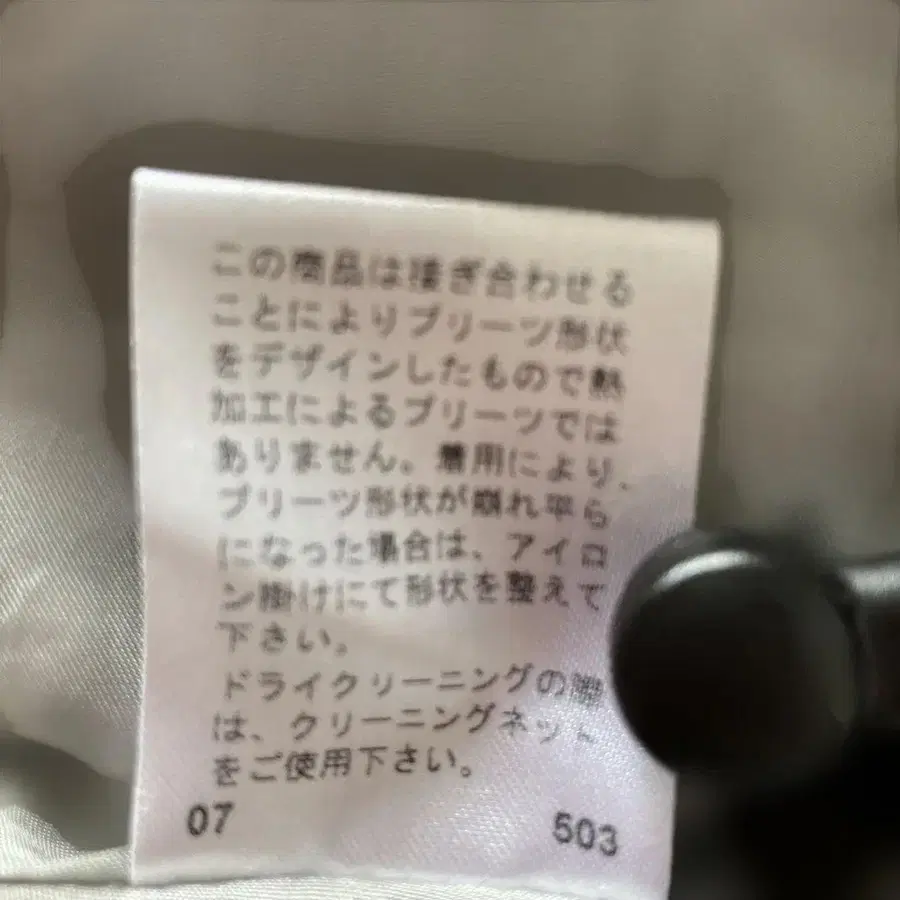 この商品は接ぎ合わせる
ことによりプリーツ形状
をデザインしたもので熱
加工によるプリーツでは
ありません。着用により、
プリーツ形状が崩れ平ら
になった場合は、アイロ
ン掛けにて形状を整えて
下さい。
ドライクリーニングの際
は、クリーニングネット
をご使用下さい。
07 503